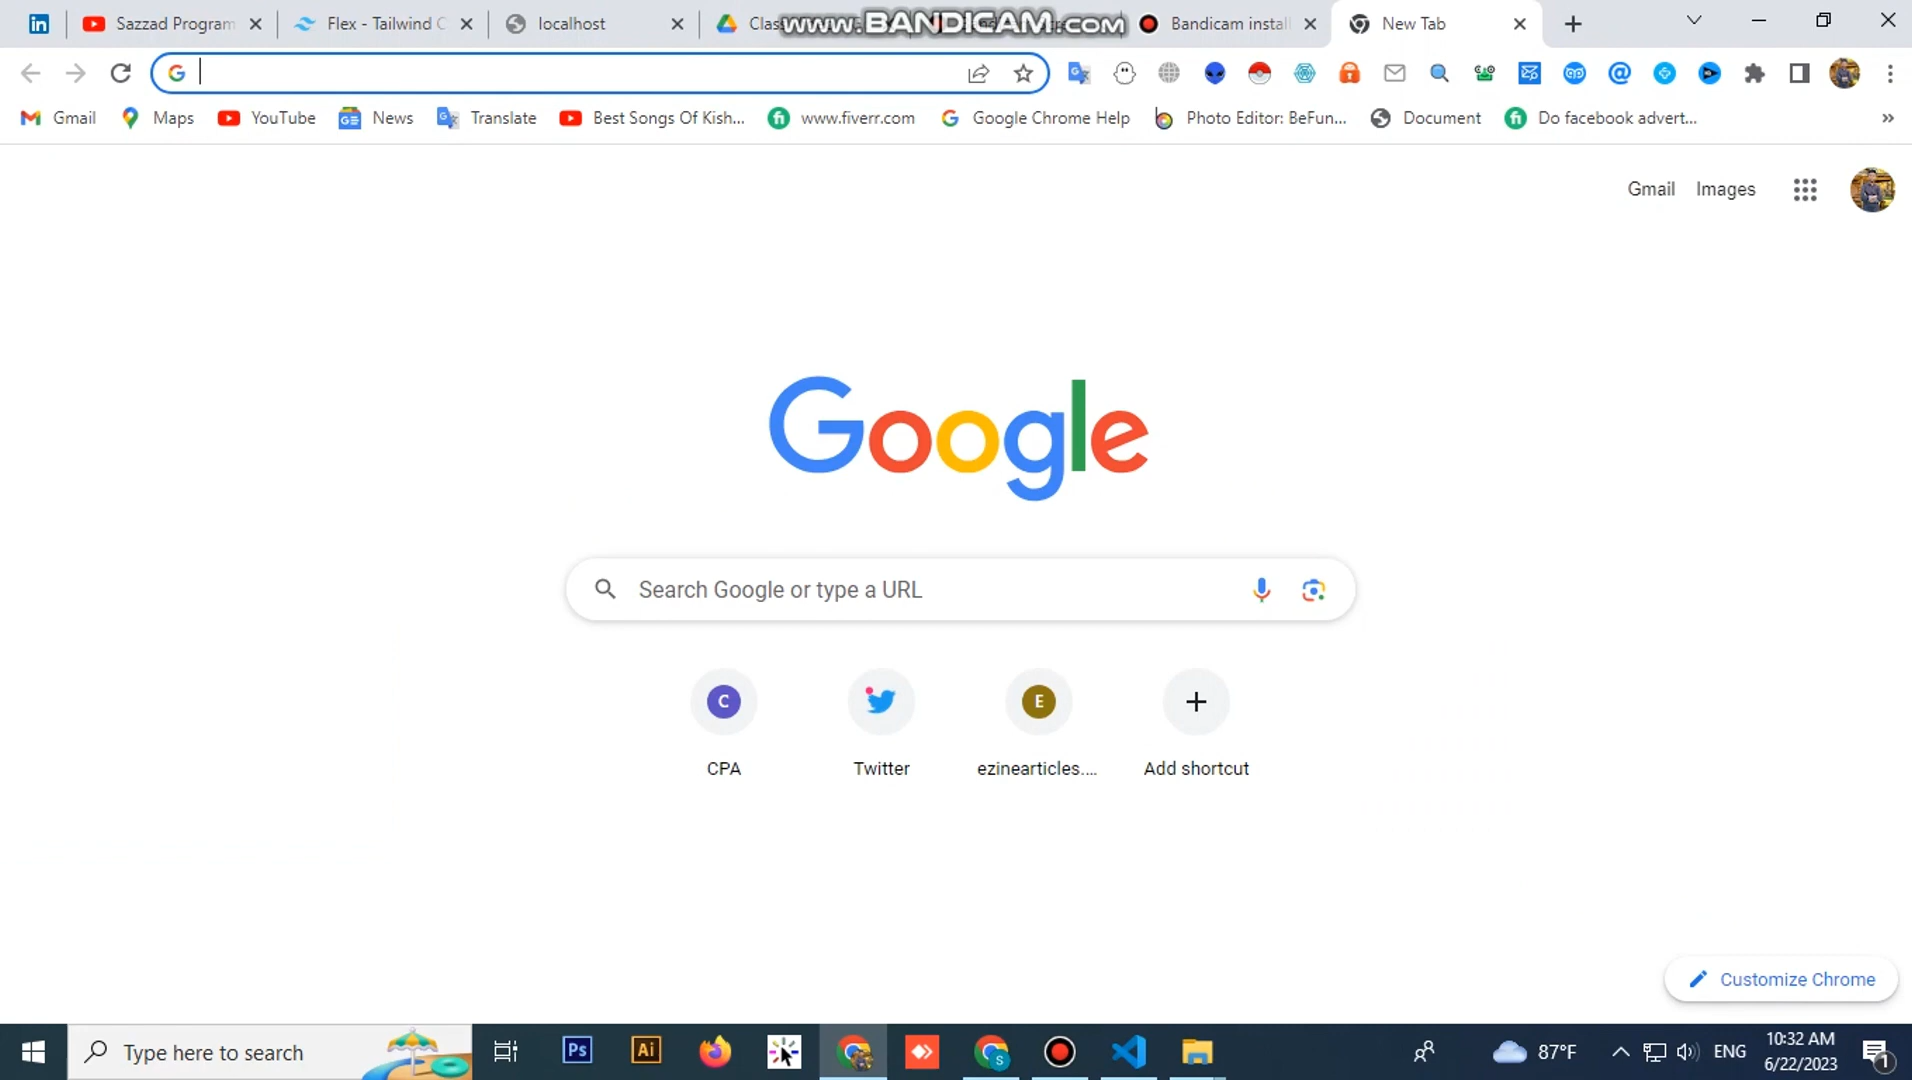 Sazzad Program
Flex - Tailwind C
localhost
Clas
www.BANDICAM.com
Bandicam instal
New Tab
Gmail
Maps
YouTube
News
Translate
Best Songs Of Kish...
www.fiverr.com
Google Chrome Help
Photo Editor: BeFun...
Document
Do facebook advert...
»
Gmail
Images
Google
Search Google or type a URL
C
E
CPA
Twitter
ezinearticles....
Add shortcut
Customize Chrome
Type here to search
Ps
Ai
S
87°F
ENG
10:32 AM
6/22/2023
1